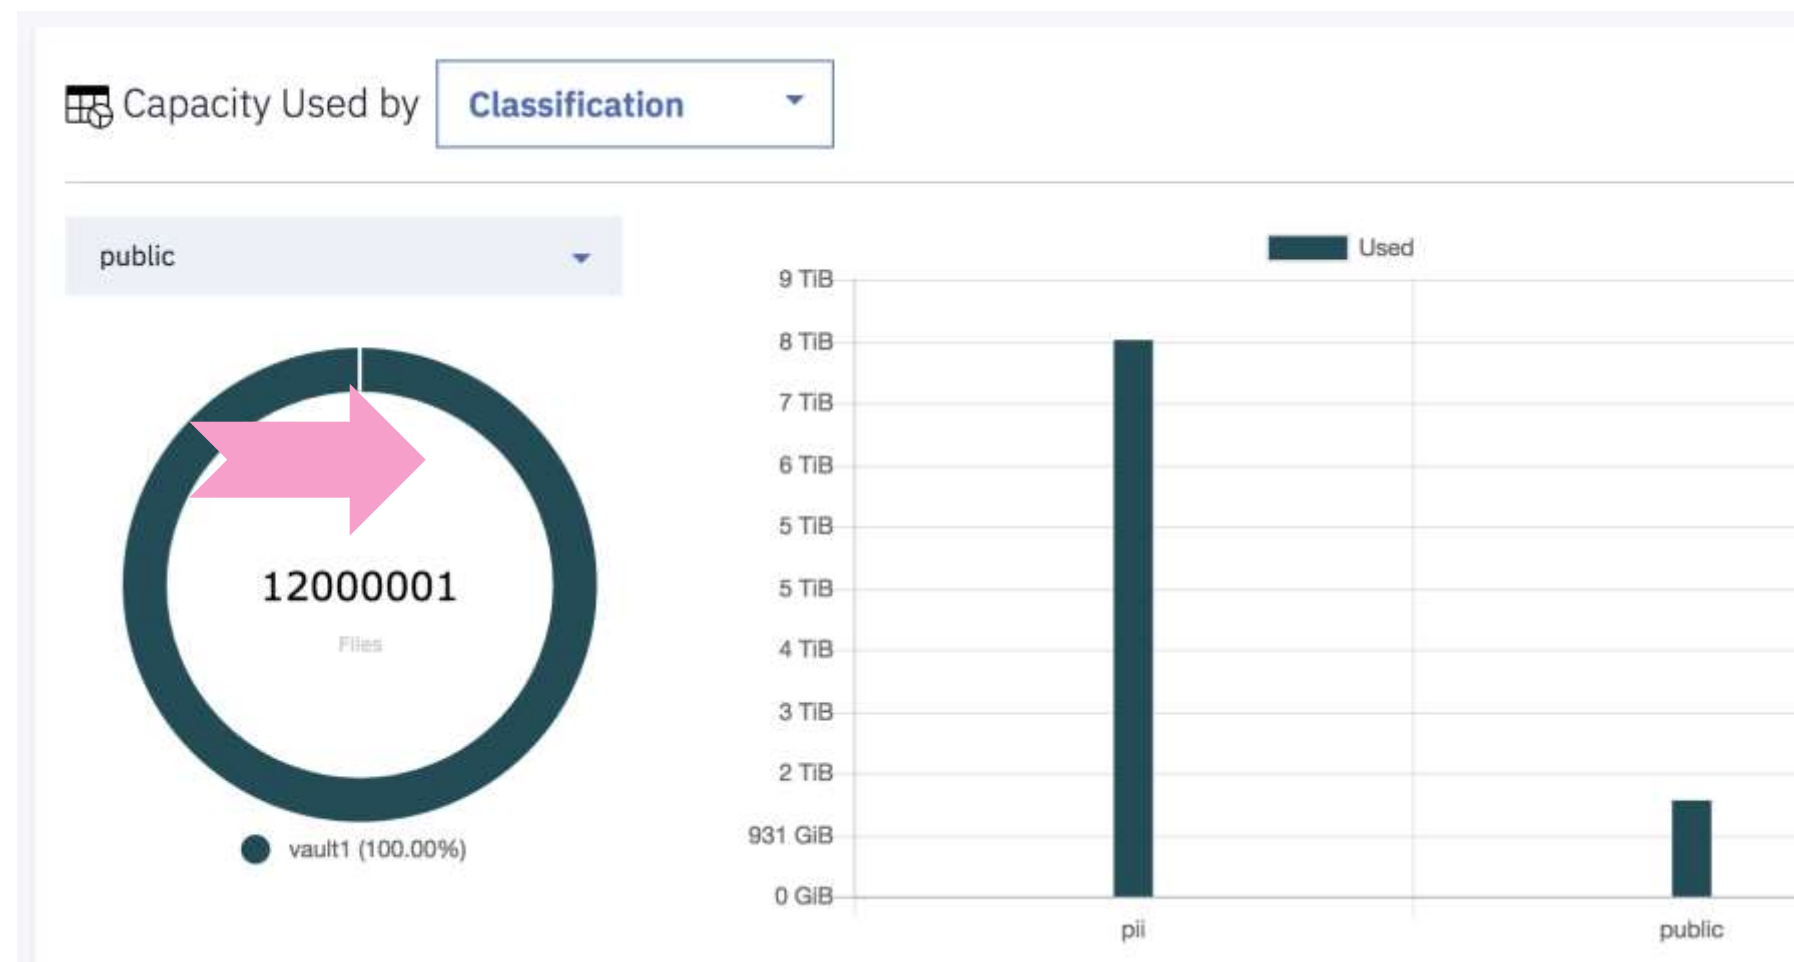 Capacity Used by Classification
public
12000001
Files
vault1 (100.00%)
Used
9 TiB
8 TiB
7 TiB
6 TiB
5 TiB
5 TiB
4 TiB
3 TiB
2 TiB
931 GiB
0 GiB
pii
public